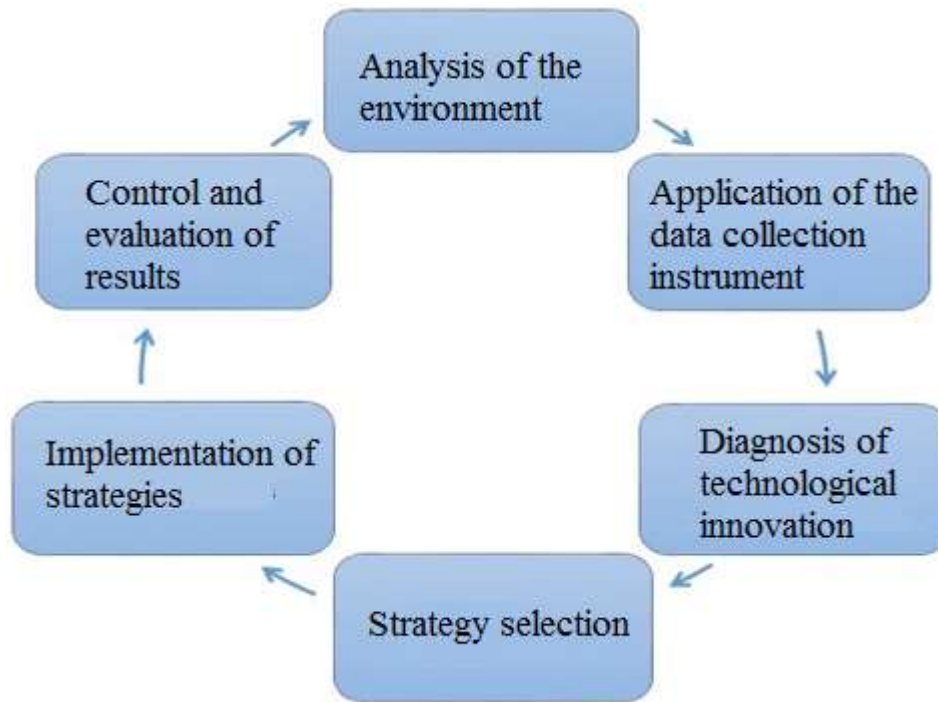 Analysis of the
environment
Application of the
data collection
instrument
Diagnosis of
technological
innovation
Strategy selection
Implementation of
strategies
Control and
evaluation of
results